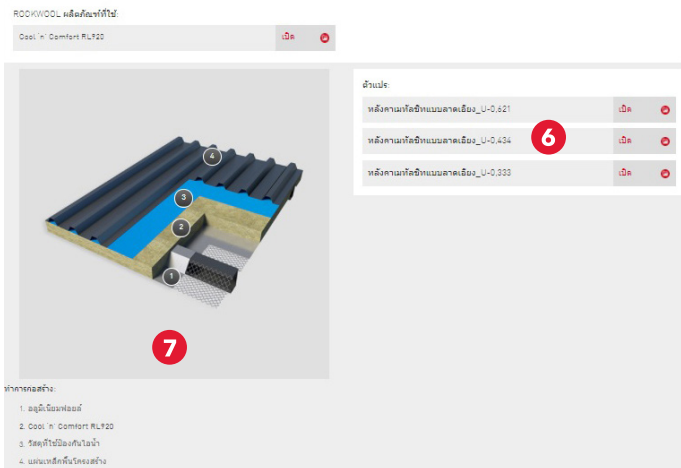 ROCKWOOL ผลิตภัณฑ์ที่ใช้:
Cool 'n' Comfort RL920 เปิด
ตัวแปร:
หลังคาเมทัลชีทแบบลาดเอียง_U-0,621 เปิด
หลังคาเมทัลชีทแบบลาดเอียง_U-0,434 6 เปิด
หลังคาเมทัลชีทแบบลาดเอียง_U-0,333 เปิด
4
3
2
1
7
ทำการก่อสร้าง:
1. อลูมิเนียมฟอยล์
2. Cool 'n' Comfort RL920
3. วัสดุที่ใช้ป้องกันไอน้ำ
4. แผ่นเหล็กพื้นโครงสร้าง